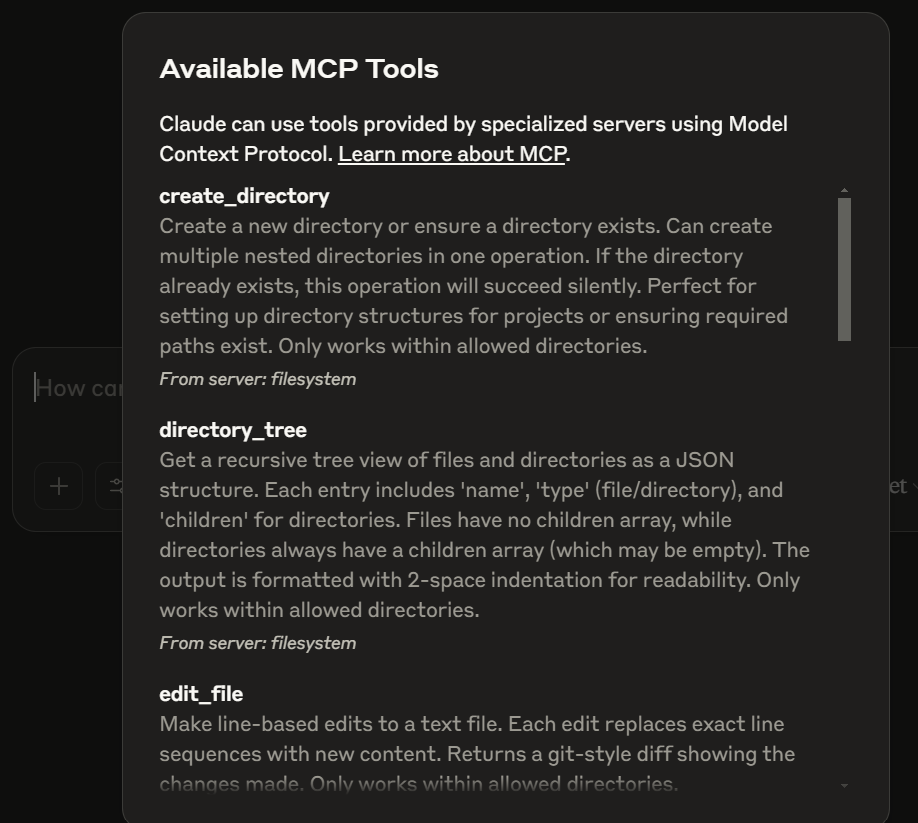 Available MCP Tools
Claude can use tools provided by specialized servers using Model
Context Protocol. Learn more about MCP.
create_directory
Create a new directory or ensure a directory exists. Can create
multiple nested directories in one operation. If the directory
already exists, this operation will succeed silently. Perfect for
setting up directory structures for projects or ensuring required
paths exist. Only works within allowed directories.
From server: filesystem
How
directory_tree
Get a recursive tree view of files and directories as a JSON
structure. Each entry includes 'name', 'type' (file/directory), and
'children' for directories. Files have no children array, while
directories always have a children array (which may be empty). The
output is formatted with 2-space indentation for readability. Only
works within allowed directories.
From server: filesystem
edit_file
Make line-based edits to a text file. Each edit replaces exact line
sequences with new content. Returns a git-style diff showing the
changes made. Only works within allowed directories.